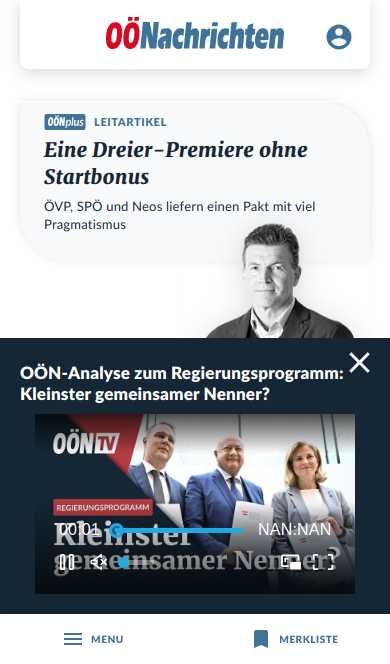 OÖNachrichten
OÖNplus LEITARTIKEL
Eine Dreier-Premiere ohne
Startbonus
ÖVP, SPÖ und Neos liefern einen Pakt mit viel
Pragmatismus
OÖN-Analyse zum Regierungsprogramm:
Kleinster gemeinsamer Nenner?
OÖN TV
REGIERUNGSPROGRAMM
Kleinster
00:01 NAN:NAN
gemeinsamer Nenner?
MENU MERKLISTE